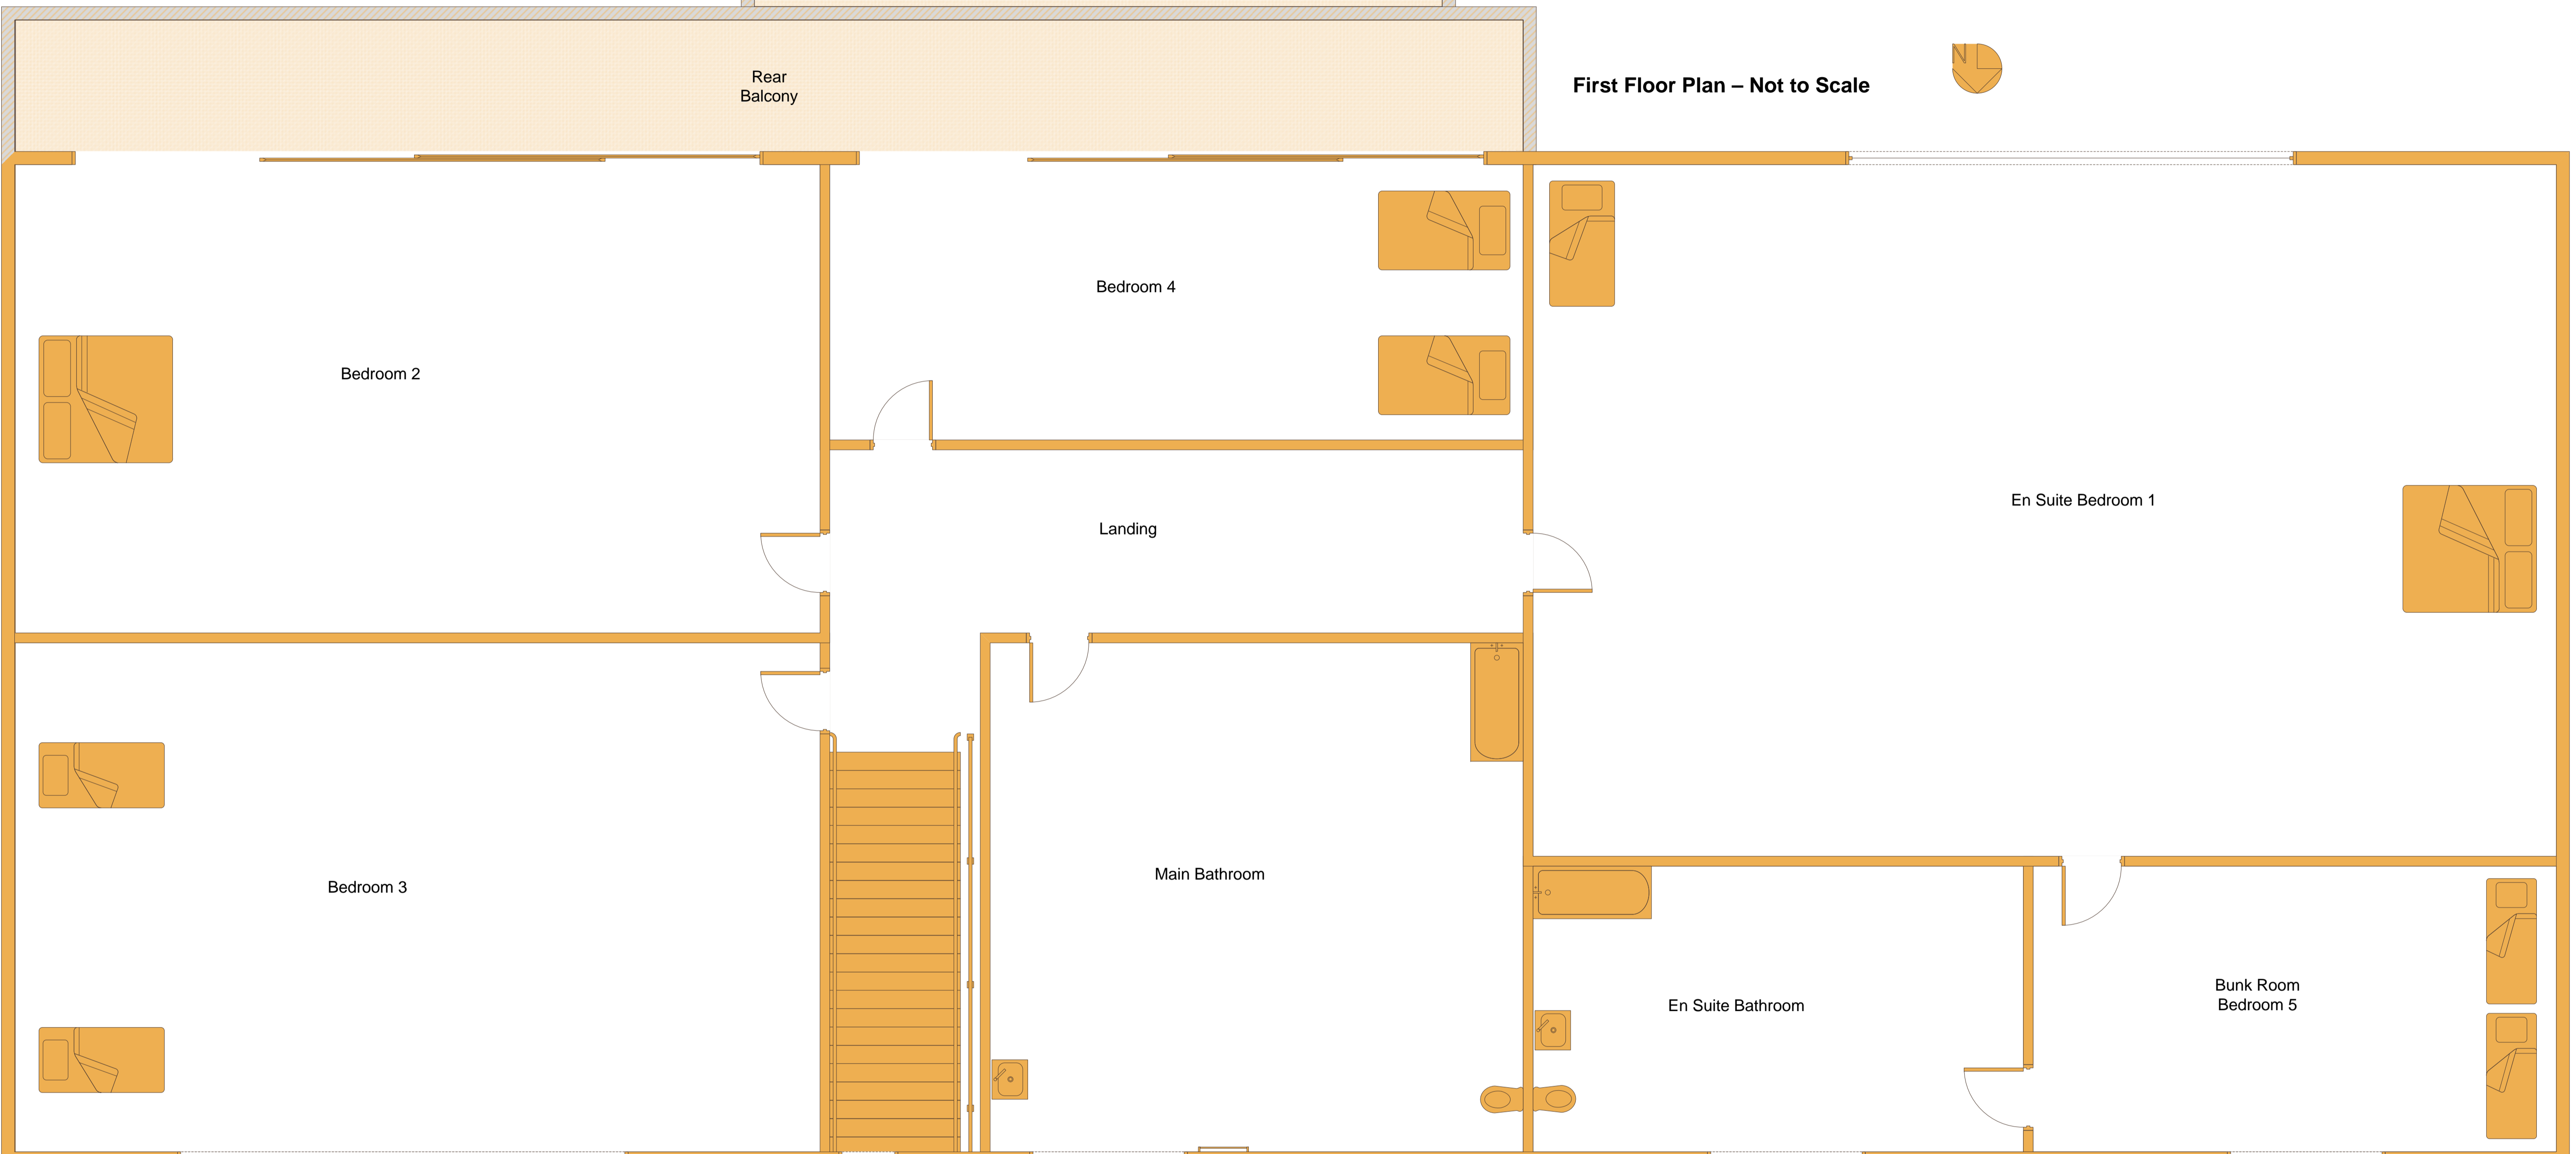 Rear
Balcony
First Floor Plan – Not to Scale
N
Bedroom 4
Bedroom 2
En Suite Bedroom 1
Landing
Main Bathroom
Bedroom 3
Bunk Room
Bedroom 5
En Suite Bathroom